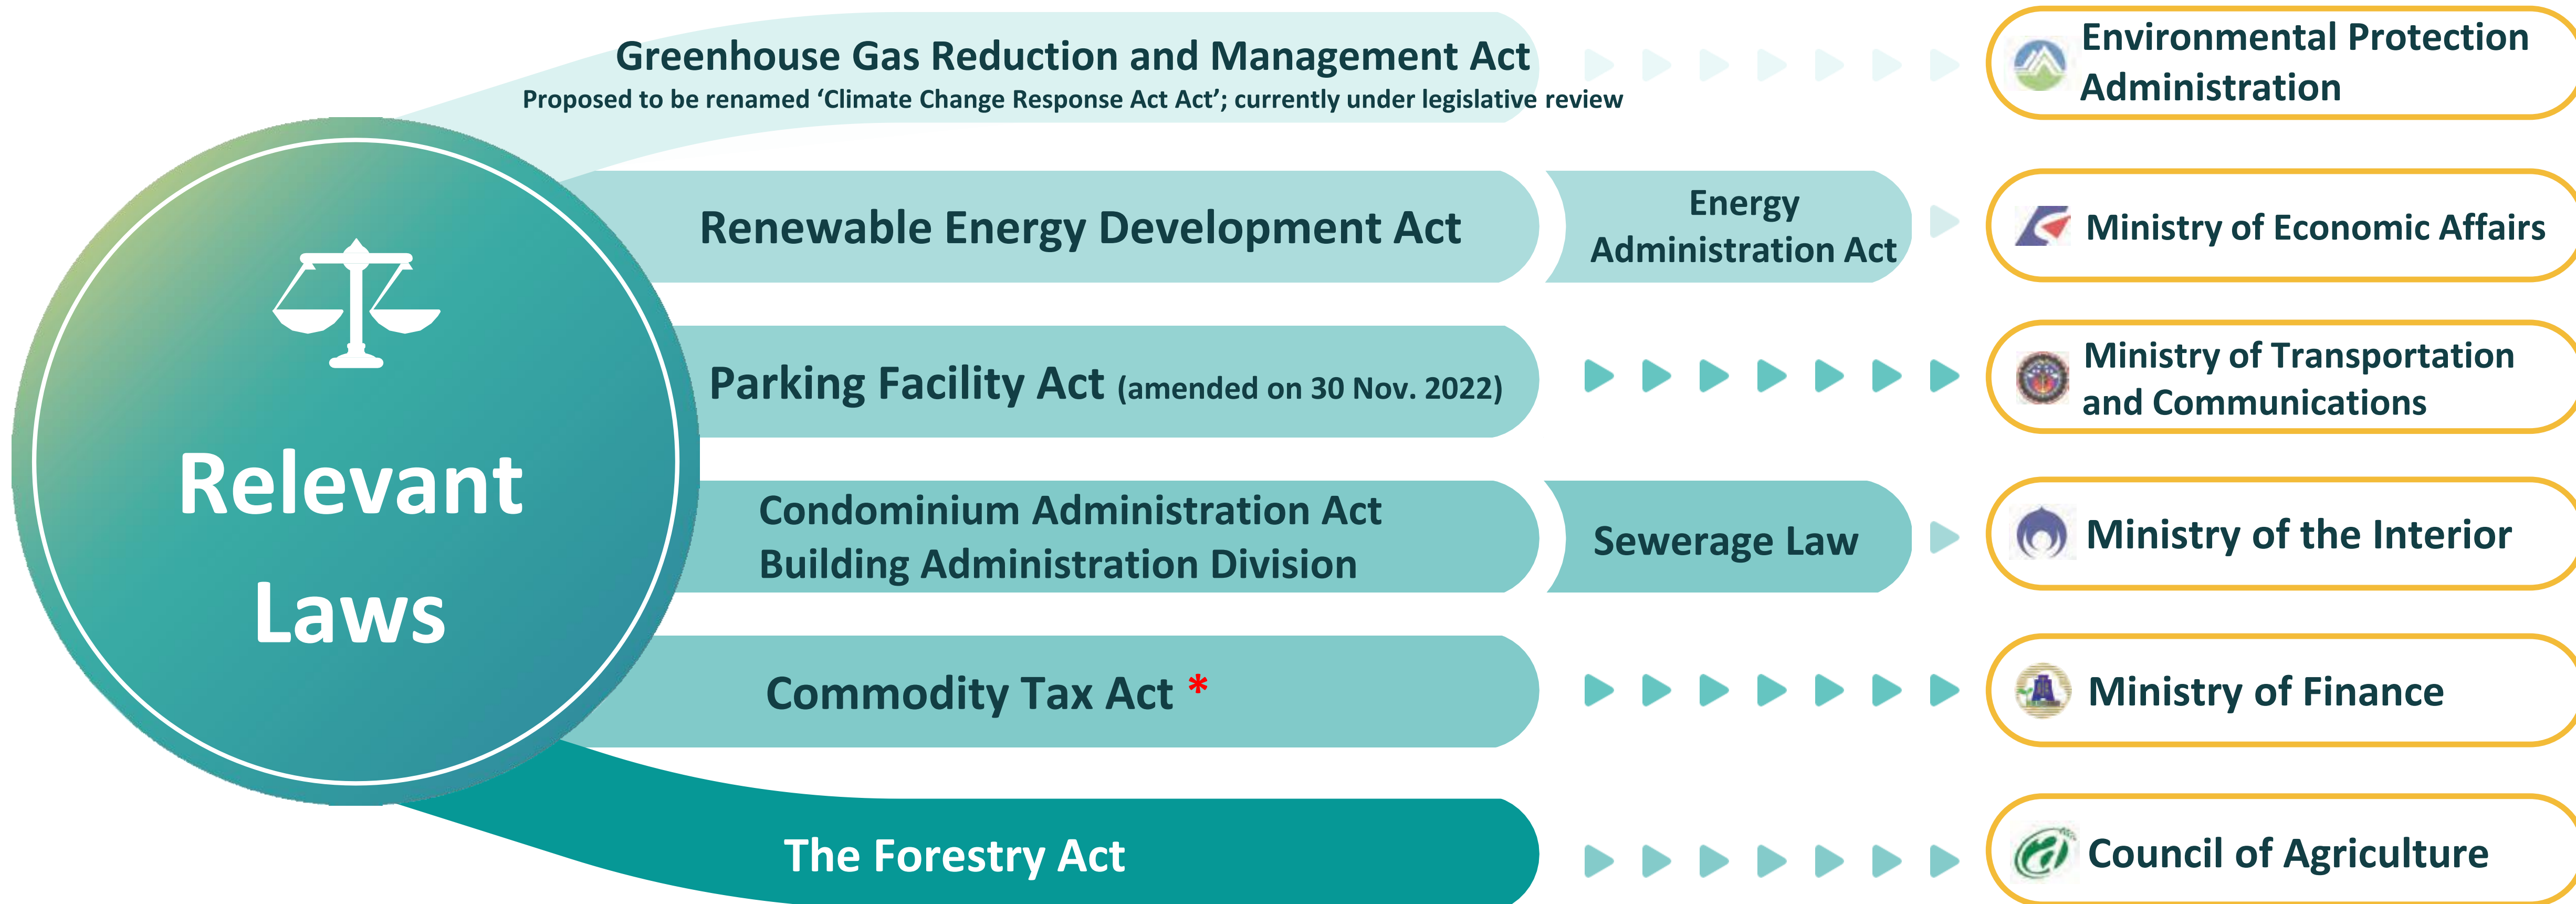 Relevant
Laws
Greenhouse Gas Reduction and Management Act
Proposed to be renamed ‘Climate Change Response Act Act’; currently under legislative review
Environmental Protection
Administration
Renewable Energy Development Act
Energy
Administration Act
Ministry of Economic Affairs
Parking Facility Act (amended on 30 Nov. 2022)
Ministry of Transportation
and Communications
Condominium Administration Act
Building Administration Division
Sewerage Law
Ministry of the Interior
Commodity Tax Act *
Ministry of Finance
The Forestry Act
Council of Agriculture